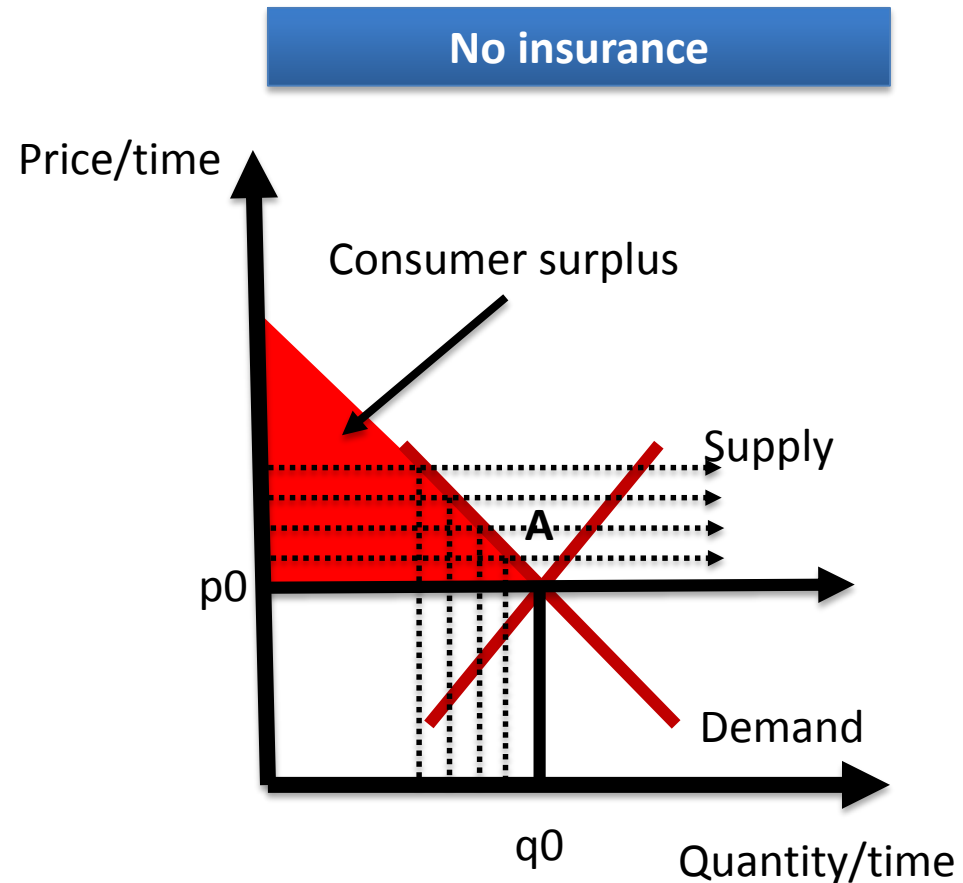 No insurance
Price/time
Consumer surplus
Supply
A
p0
Demand
q0
Quantity/time